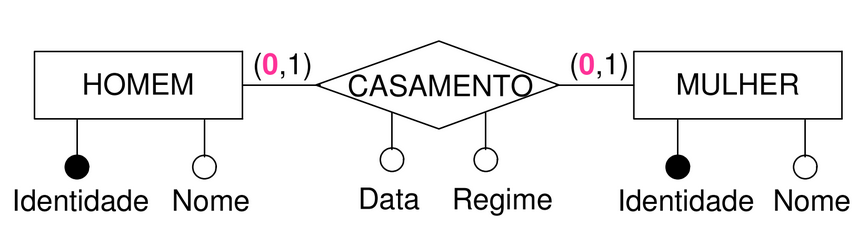 (0,1) (0,1)
HOMEM CASAMENTO MULHER
Identidade Nome Data Regime Identidade Nome